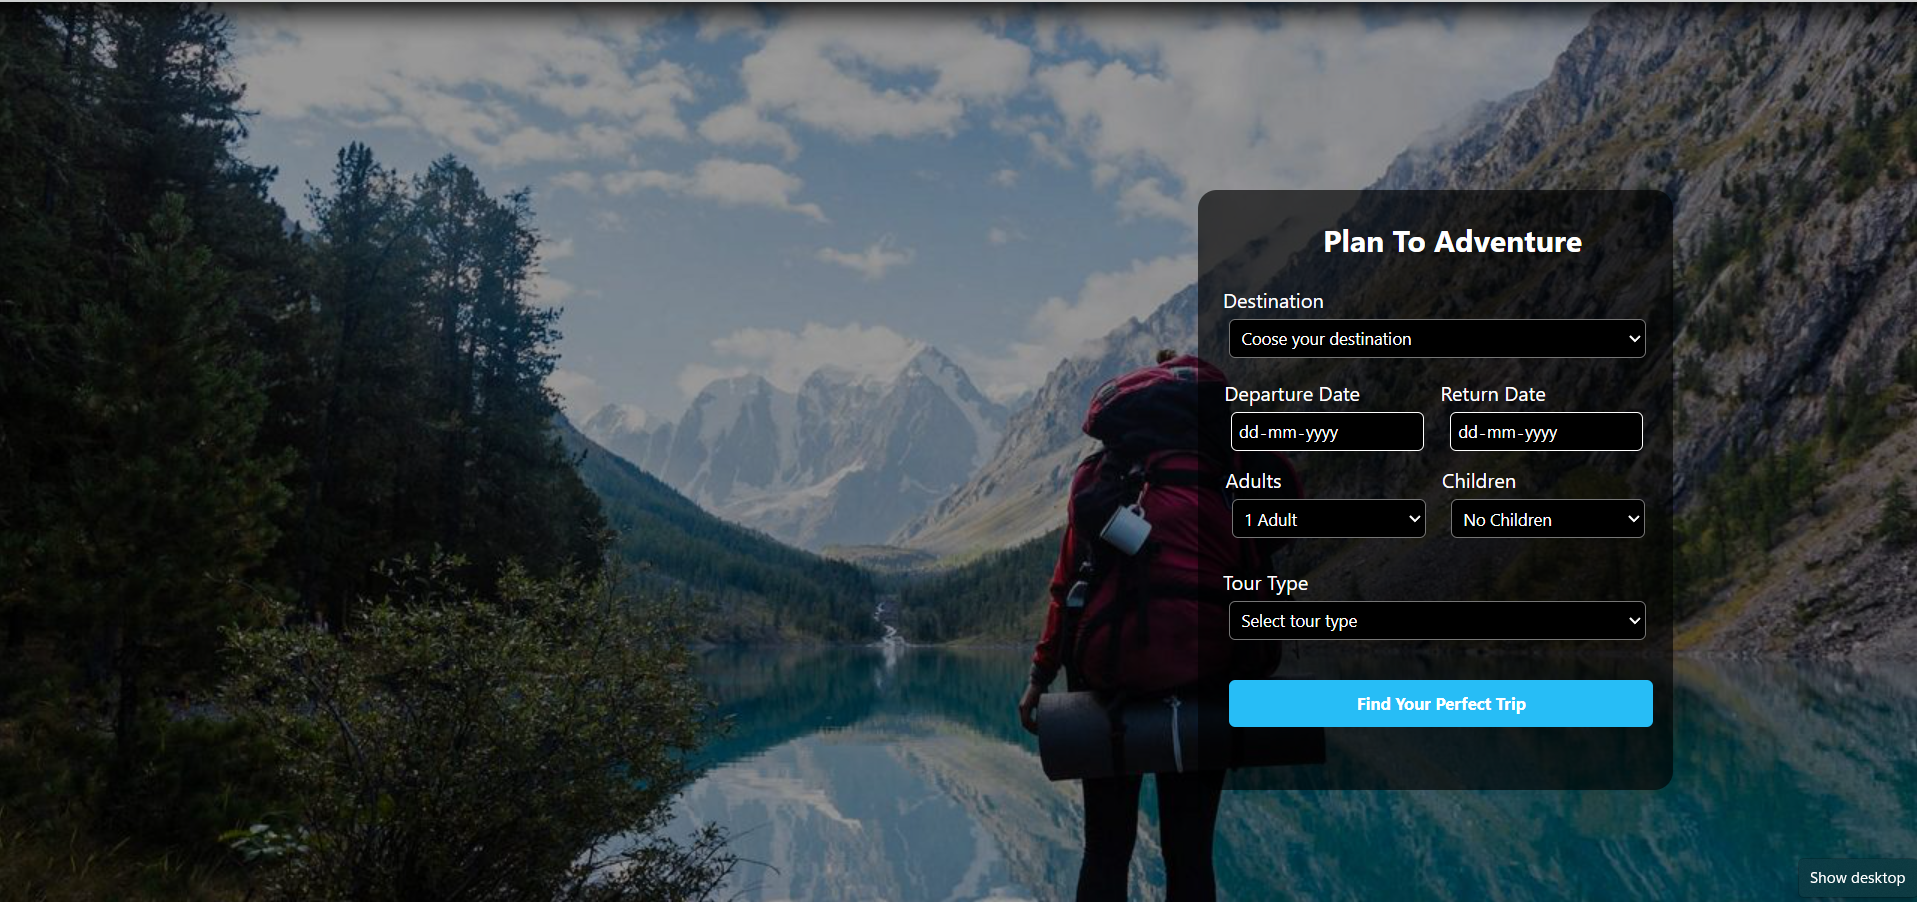 Plan To Adventure
Destination
Coose your destination
Departure Date Return Date
dd-mm-yyyy dd-mm-yyyy
Adults Children
1 Adult No Children
Tour Type
Select tour type
Find Your Perfect Trip
Show desktop